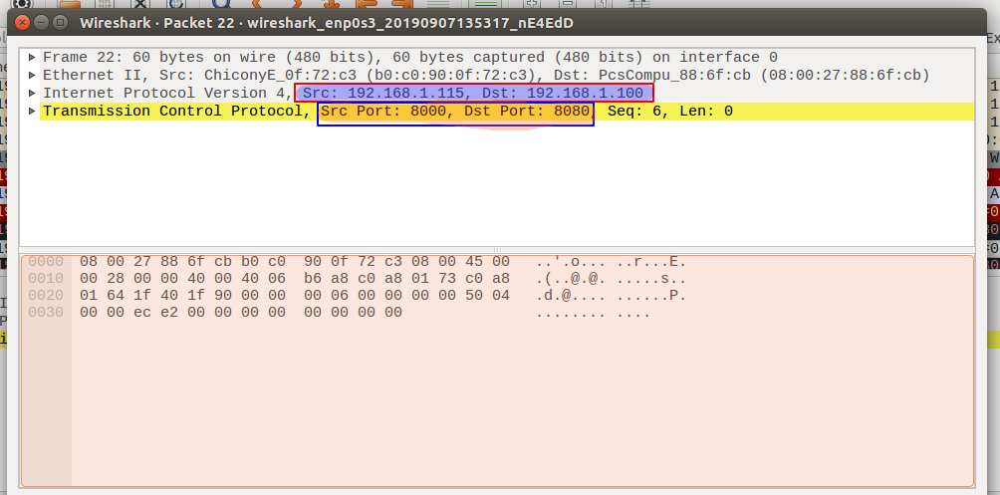 Wireshark · Packet 22 · wireshark_enp0s3_20190907135317_nE4EdD
Frame 22: 60 bytes on wire (480 bits), 60 bytes captured (480 bits) on interface 0
Ethernet II, Src: ChiconyE_0f:72:c3 (b0:c0:90:0f:72:c3), Dst: PcsCompu_88:6f:cb (08:00:27:88:6f:cb)
Internet Protocol Version 4, Src: 192.168.1.115, Dst: 192.168.1.100
Transmission Control Protocol, Src Port: 8000, Dst Port: 8080, Seq: 6, Len: 0
0000 08 00 27 88 6f cb b0 c0 90 0f 72 c3 08 00 45 00 ..'.o... ..r...E.
0010 00 28 00 00 40 00 40 06 b6 a8 c0 a8 01 73 c0 a8 .(..@.@. .....s..
0020 01 64 1f 40 1f 90 00 00 00 06 00 00 00 00 50 04 .d.@.... ......P.
0030 00 00 ec e2 00 00 00 00 00 00 00 00 ........ ....